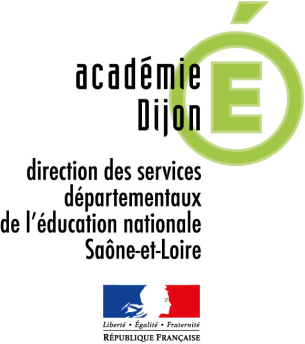 académie
Dijon
É
direction des services
départementaux
de l'éducation nationale
Saône-et-Loire
Liberté • Égalité • Fraternité
RÉPUBLIQUE FRANÇAISE